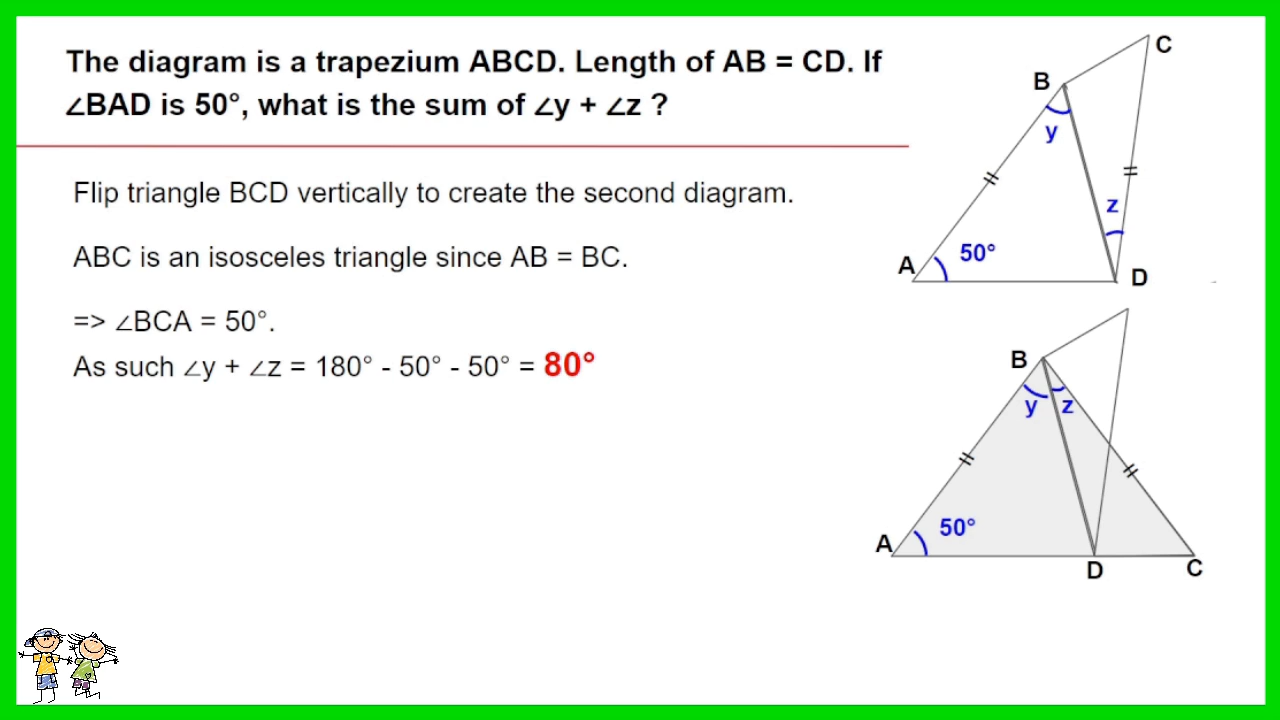 The diagram is a trapezium ABCD. Length of AB = CD. If
∠BAD is 50°, what is the sum of ∠y + ∠z ?
Flip triangle BCD vertically to create the second diagram.
ABC is an isosceles triangle since AB = BC.
=> ∠BCA = 50°.
As such ∠y + ∠z = 180° - 50° - 50° = 80°
C
B
y
z
A
50°
D
B
y
z
50°
A
D
C